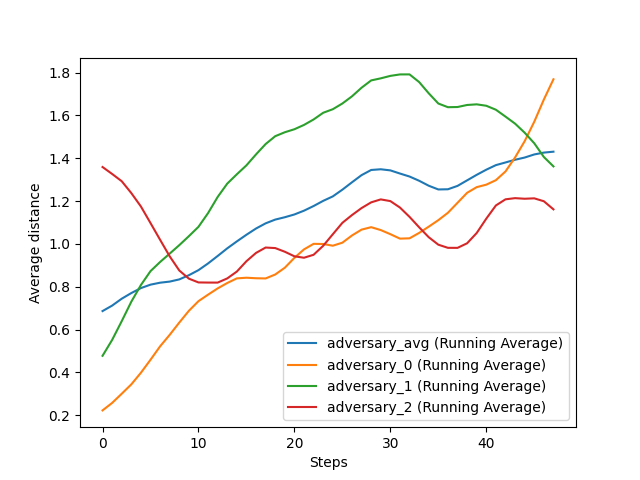 1.8
1.6
1.4
1.2
1.0
0.8
0.6
0.4
0.2
Average distance
0 10 20 30 40
Steps
adversary_avg (Running Average)
adversary_0 (Running Average)
adversary_1 (Running Average)
adversary_2 (Running Average)